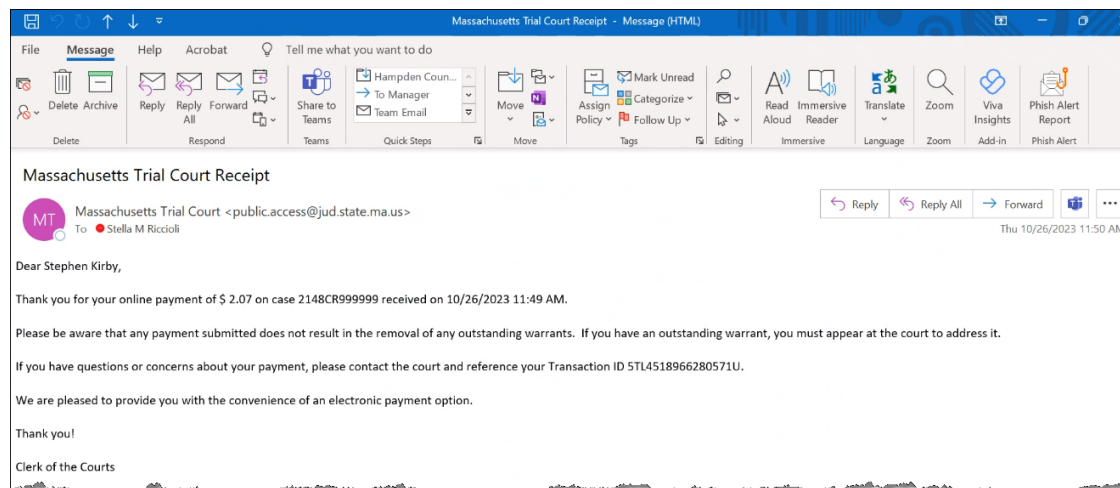 Massachusetts Trial Court Receipt - Message (HTML)
File Message Help Acrobat Tell me what you want to do
Delete Archive
Delete
Reply Reply All Forward
Respond
Share to Teams
Teams
Hampden Coun...
To Manager
Team Email
Quick Steps
Move
Move
Assign Policy
Mark Unread
Categorize
Follow Up
Tags
Editing
Read Aloud Immersive Reader
Immersive
Translate
Language
Zoom
Zoom
Viva Insights
Add-in
Phish Alert Report
Phish Alert
Massachusetts Trial Court Receipt
MT
Massachusetts Trial Court <public.access@jud.state.ma.us>
To Stella M Riccioli
Reply Reply All Forward
Thu 10/26/2023 11:50 AM
Dear Stephen Kirby,
Thank you for your online payment of $ 2.07 on case 2148CR999999 received on 10/26/2023 11:49 AM.
Please be aware that any payment submitted does not result in the removal of any outstanding warrants. If you have an outstanding warrant, you must appear at the court to address it.
If you have questions or concerns about your payment, please contact the court and reference your Transaction ID 5TL4518966280571U.
We are pleased to provide you with the convenience of an electronic payment option.
Thank you!
Clerk of the Courts